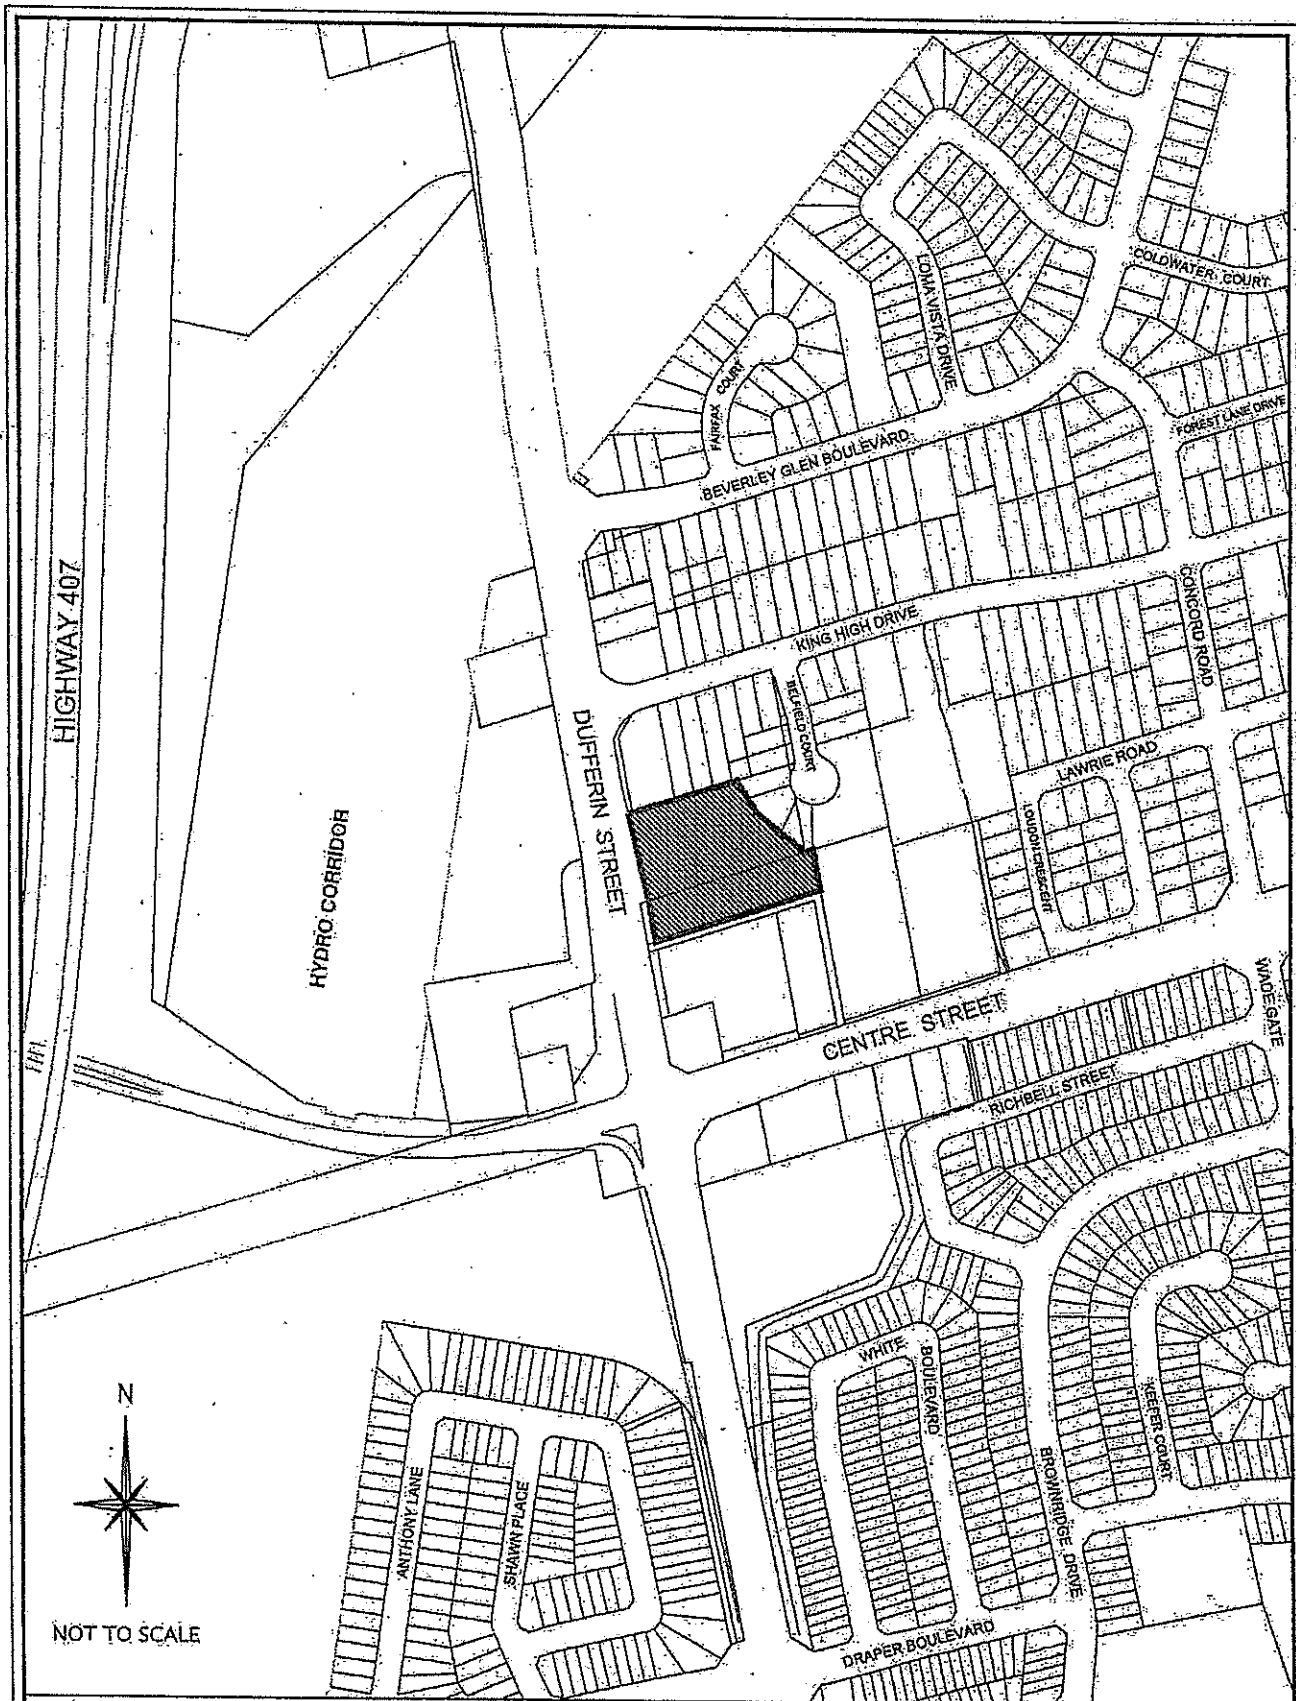 COLDWATER COURT
LOMA VISTA DRIVE
FAIRFAX COURT
FOREST LANE DRIVE
BEVERLEY GLEN BOULEVARD
HIGHWAY 407
CONCORD ROAD
KING HIGH DRIVE
BELFIELD COURT
DUFFERIN STREET
LAWRIE ROAD
LOUDON CRESCENT
HYDRO CORRIDOR
WADE GATE
CENTRE STREET
RICHBELL STREET
WHITE
BOULEVARD
KEEFER COURT
N
BROWNRIDGE DRIVE
ANTHONY LANE
SHAWN PLACE
NOT TO SCALE
DRAPER BOULEVARD